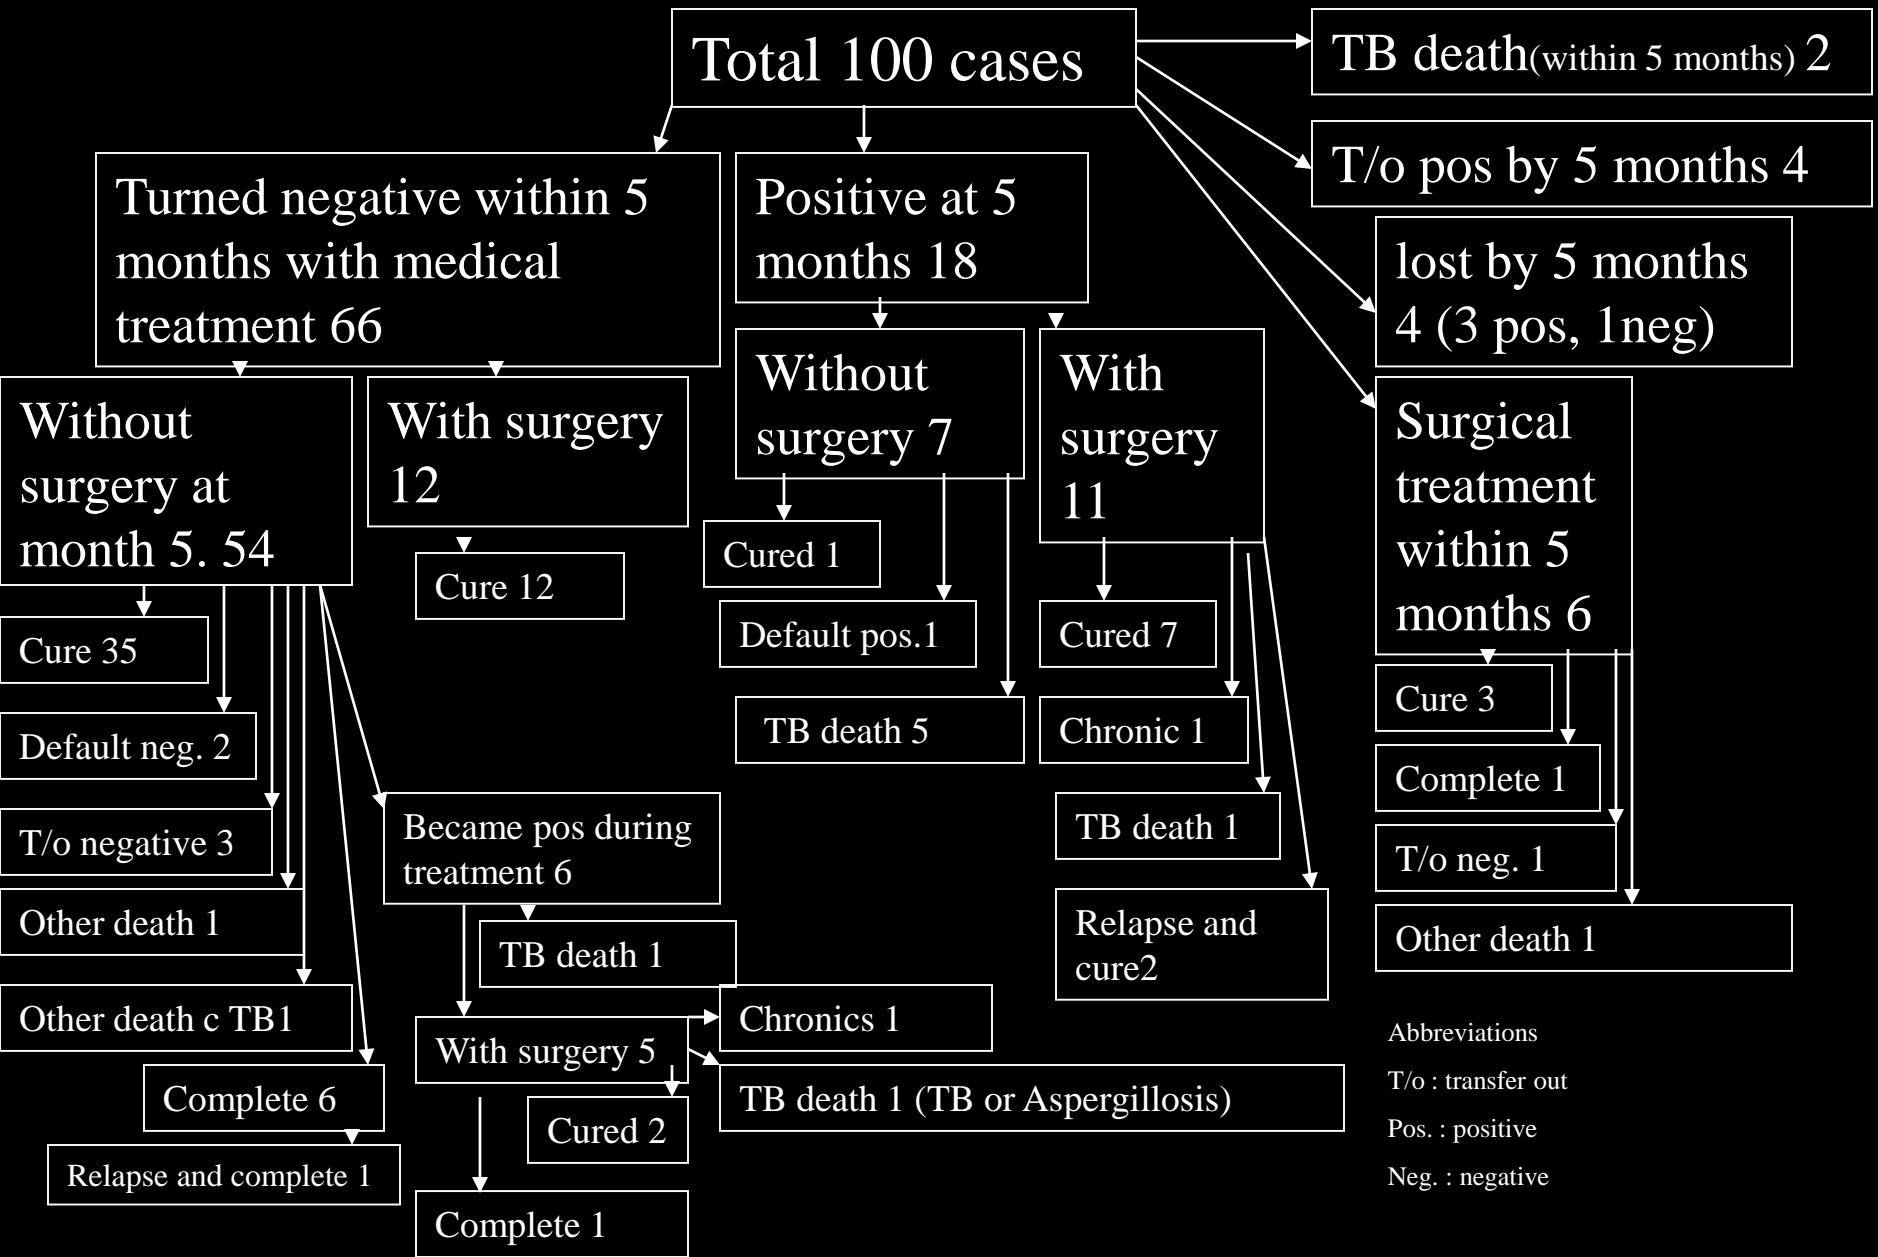 Total 100 cases
TB death(within 5 months) 2
T/o pos by 5 months 4
lost by 5 months
4 (3 pos, 1neg)
Turned negative within 5
months with medical
treatment 66
Positive at 5
months 18
Without
surgery at
month 5. 54
With surgery
12
Without
surgery 7
With
surgery
11
Surgical
treatment
within 5
months 6
Cure 35
Default neg. 2
T/o negative 3
Other death 1
Other death c TB1
Complete 6
Relapse and complete 1
Cure 12
Became pos during
treatment 6
TB death 1
With surgery 5
Chronics 1
TB death 1 (TB or Aspergillosis)
Cured 2
Complete 1
Cured 1
Default pos.1
TB death 5
Cured 7
Chronic 1
TB death 1
Relapse and
cure2
Cure 3
Complete 1
T/o neg. 1
Other death 1
Abbreviations
T/o : transfer out
Pos. : positive
Neg. : negative